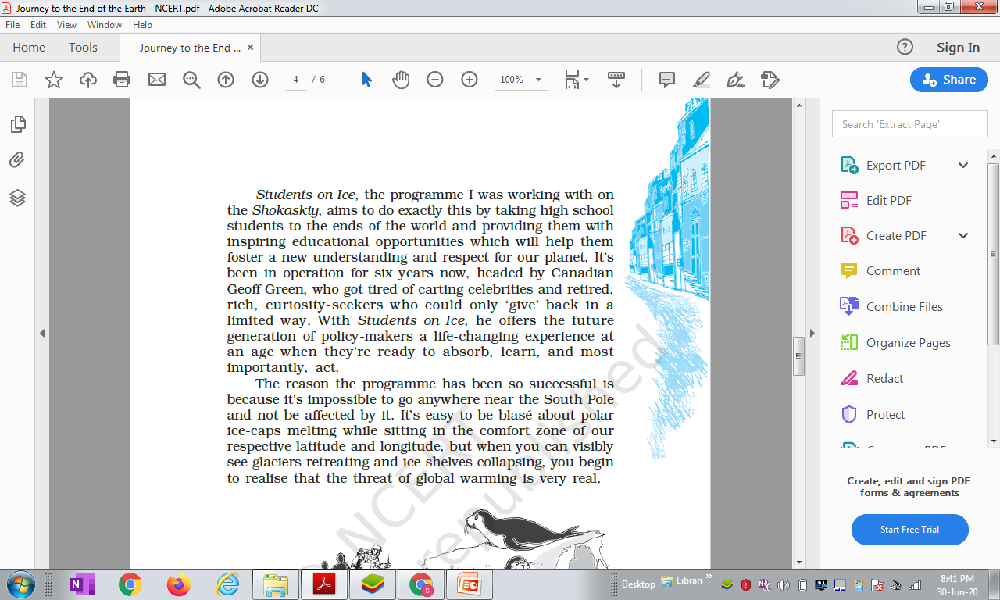 Journey to the End of the Earth - NCERT.pdf - Adobe Acrobat Reader DC
File Edit View Window Help
Home Tools Journey to the End ... × ? Sign In
4 / 6 100% Share
Search 'Extract Page'
Export PDF
Edit PDF
Create PDF
Comment
Combine Files
Organize Pages
Redact
Protect
Create, edit and sign PDF
forms & agreements
Start Free Trial
Students on Ice, the programme I was working with on
the Shokaskiy, aims to do exactly this by taking high school
students to the ends of the world and providing them with
inspiring educational opportunities which will help them
foster a new understanding and respect for our planet. It's
been in operation for six years now, headed by Canadian
Geoff Green, who got tired of carting celebrities and retired,
rich, curiosity-seekers who could only ‘give’ back in a
limited way. With Students on Ice, he offers the future
generation of policy-makers a life-changing experience at
an age when they're ready to absorb, learn, and most
importantly, act.
The reason the programme has been so successful is
because it's impossible to go anywhere near the South Pole
and not be affected by it. It's easy to be blasé about polar
ice-caps melting while sitting in the comfort zone of our
respective latitude and longitude, but when you can visibly
see glaciers retreating and ice shelves collapsing, you begin
to realise that the threat of global warming is very real.
NCERT
republished
Desktop Librari »
8:41 PM
30-Jun-20